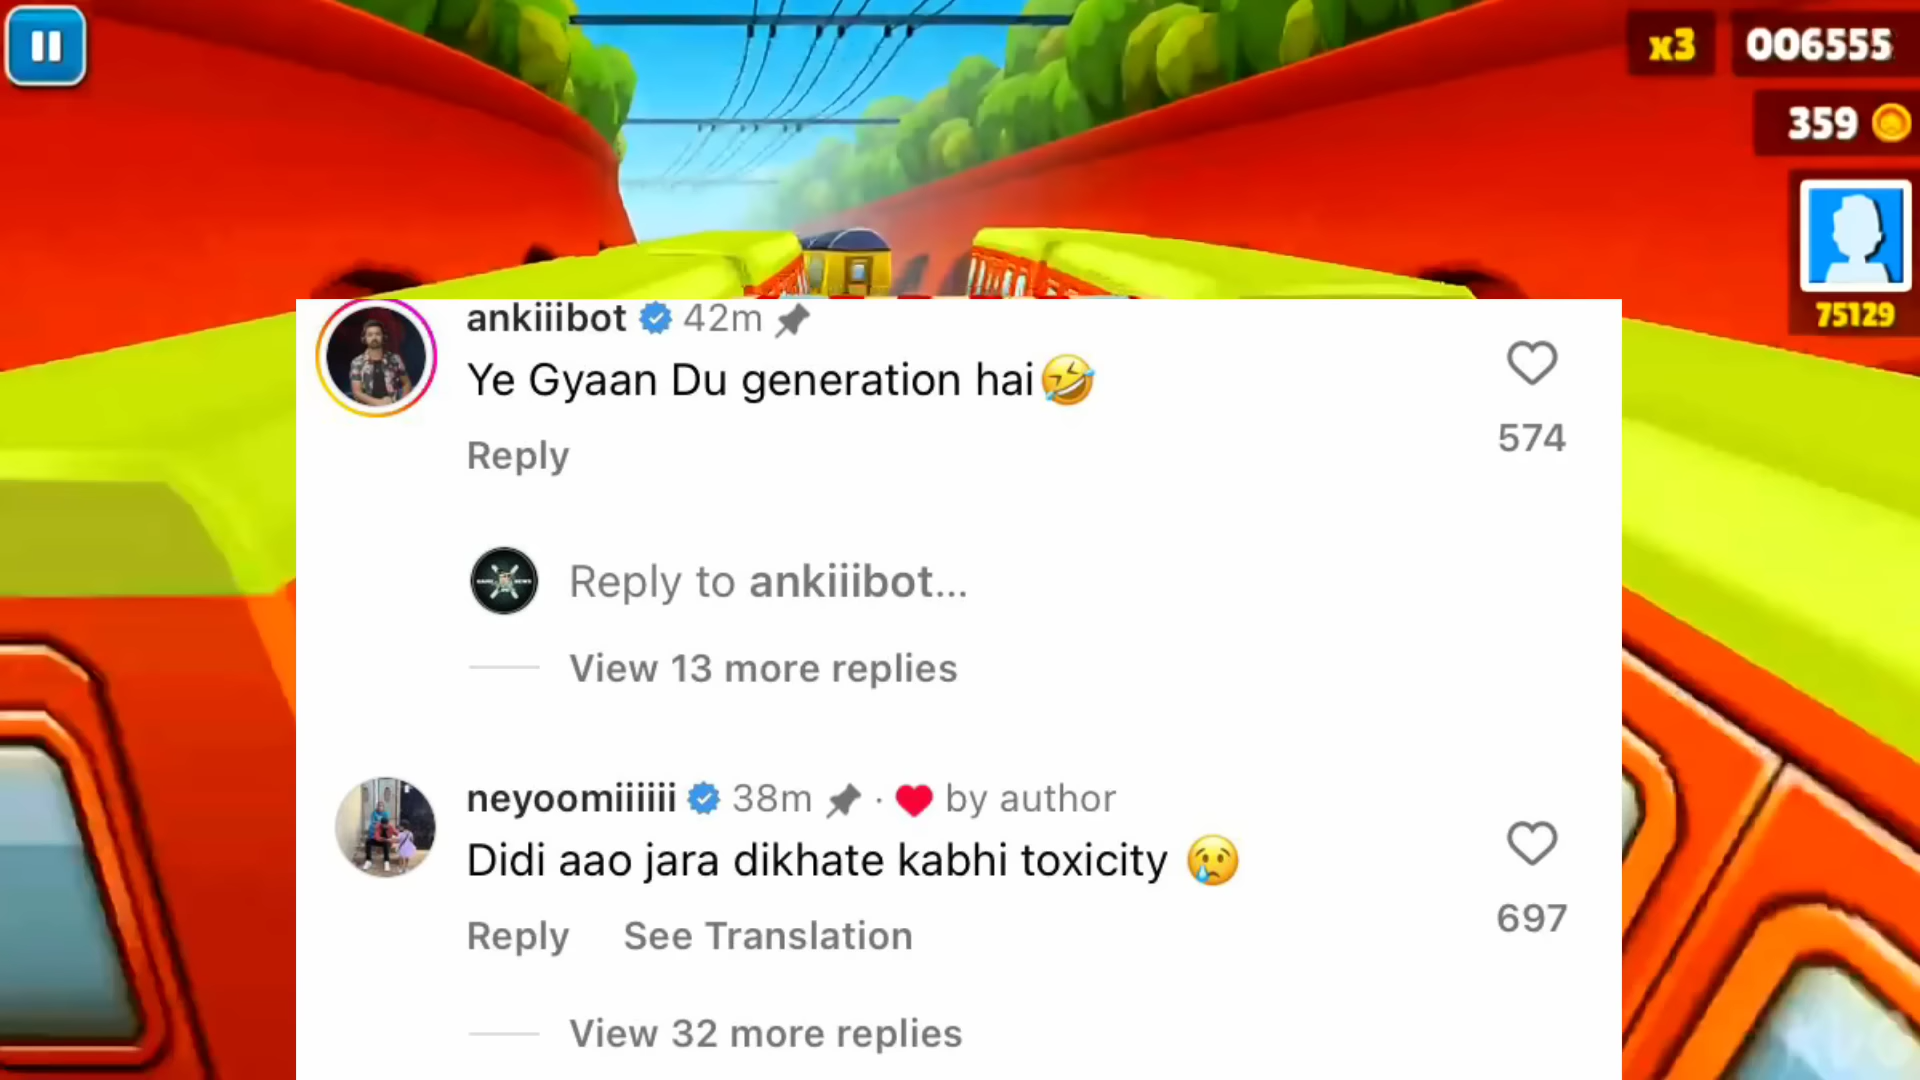 x3 006555
359
75129
ankiiibot 42m
Ye Gyaan Du generation hai🤣
574
Reply
Reply to ankiiibot...
View 13 more replies
neyoomiiiiii 38m · ❤️ by author
Didi aao jara dikhate kabhi toxicity 😢
697
Reply See Translation
View 32 more replies